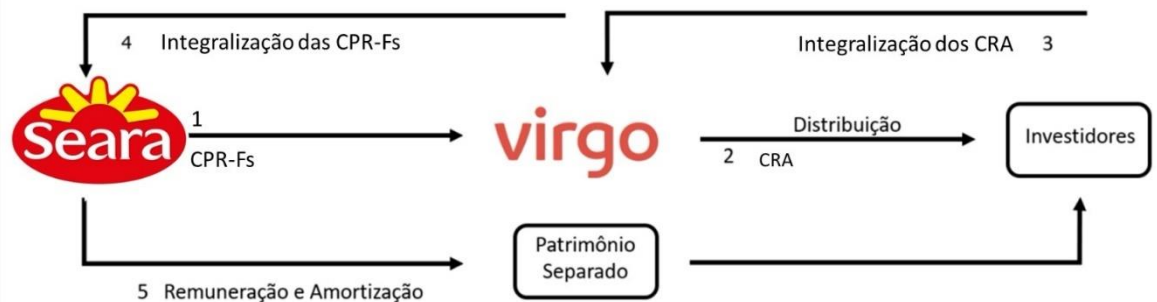 4 Integralização das CPR-Fs
Integralização dos CRA 3
Seara
1
CPR-Fs
virgo
Distribuição
2 CRA
Investidores
Patrimônio
Separado
5 Remuneração e Amortização